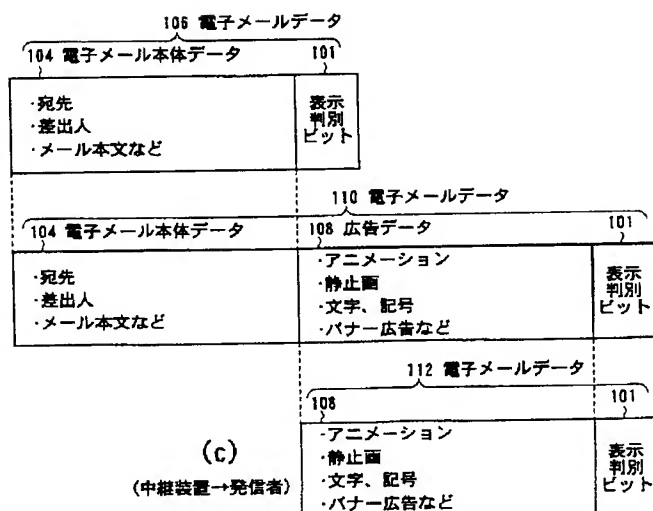 106 電子メールデータ
104 電子メール本体データ 101
・宛先
・差出人
・メール本文など
表示
判別
ビット
110 電子メールデータ
104 電子メール本体データ 108 広告データ 101
・宛先
・差出人
・メール本文など
・アニメーション
・静止画
・文字、記号
・バナー広告など
表示
判別
ビット
112 電子メールデータ
108 101
(c)
(中継装置→発信者)
・アニメーション
・静止画
・文字、記号
・バナー広告など
表示
判別
ビット